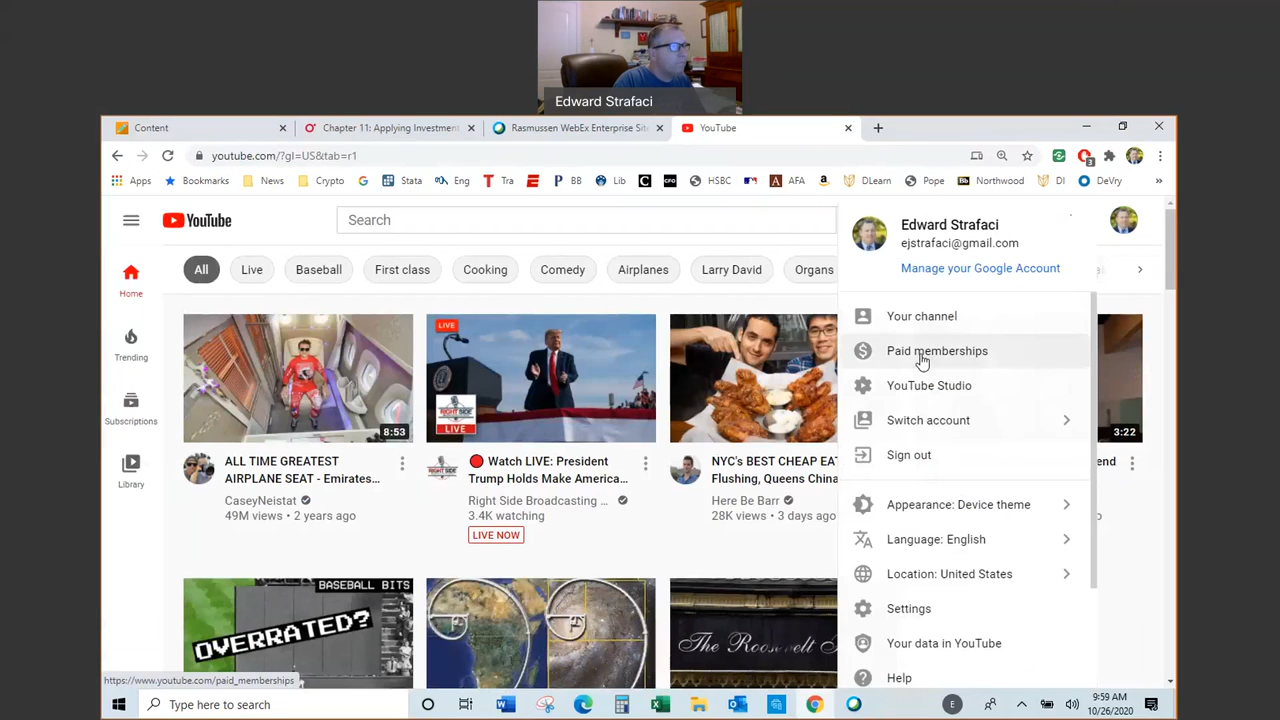 Edward Strafaci
Content
Chapter 11: Applying Investment
Rasmussen WebEx Enterprise Site
YouTube
youtube.com/?gl=US&tab=r1
3
Apps
Bookmarks
News
Crypto
Stata
Eng
Tra
BB
Lib
CFO
HSBC
AFA
DLearn
Pope
Bb
Northwood
DI
DeVry
»
YouTube
Search
Edward Strafaci
ejstrafaci@gmail.com
Manage your Google Account
All
Live
Baseball
First class
Cooking
Comedy
Airplanes
Larry David
Organs
Home
Trending
Subscriptions
Library
Your channel
Paid memberships
YouTube Studio
Switch account
Sign out
Appearance: Device theme
Language: English
Location: United States
Settings
Your data in YouTube
Help
8:53
LIVE
RIGHT SIDE
LIVE
3:22
ALL TIME GREATEST
AIRPLANE SEAT - Emirates...
CaseyNeistat
49M views • 2 years ago
Watch LIVE: President
Trump Holds Make America...
Right Side Broadcasting ...
3.4K watching
LIVE NOW
NYC's BEST CHEAP EAT
Flushing, Queens China
Here Be Barr
28K views • 3 days ago
end
BASEBALL BITS
OVERRATED?
The Roosevelt
https://www.youtube.com/paid_memberships
Type here to search
E
9:59 AM
10/26/2020